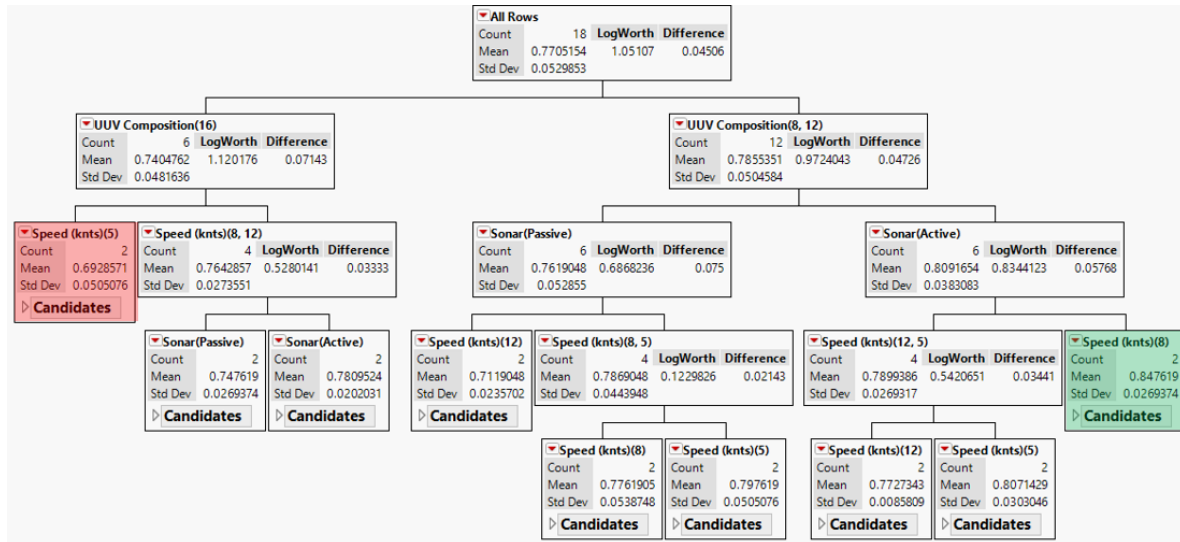 All Rows
Count 18 LogWorth Difference
Mean 0.7705154 1.05107 0.04506
Std Dev 0.0529853
UUV Composition(16)
Count 6 LogWorth Difference
Mean 0.7404762 1.120176 0.07143
Std Dev 0.0481636
UUV Composition(8, 12)
Count 12 LogWorth Difference
Mean 0.7855351 0.9724043 0.04726
Std Dev 0.0504584
Speed (knts)(5)
Count 2
Mean 0.6928571
Std Dev 0.0505076
Candidates
Speed (knts)(8, 12)
Count 4 LogWorth Difference
Mean 0.7642857 0.5280141 0.03333
Std Dev 0.0273551
Sonar(Passive)
Count 6 LogWorth Difference
Mean 0.7619048 0.6868236 0.075
Std Dev 0.052855
Sonar(Active)
Count 6 LogWorth Difference
Mean 0.8091654 0.8344123 0.05768
Std Dev 0.0383083
Sonar(Passive)
Count 2
Mean 0.747619
Std Dev 0.0269374
Candidates
Sonar(Active)
Count 2
Mean 0.7809524
Std Dev 0.0202031
Candidates
Speed (knts)(12)
Count 2
Mean 0.7119048
Std Dev 0.0235702
Candidates
Speed (knts)(8, 5)
Count 4 LogWorth Difference
Mean 0.7869048 0.1229826 0.02143
Std Dev 0.0443948
Speed (knts)(12, 5)
Count 4 LogWorth Difference
Mean 0.7899386 0.5420651 0.03441
Std Dev 0.0269317
Speed (knts)(8)
Count 2
Mean 0.847619
Std Dev 0.0269374
Candidates
Speed (knts)(8)
Count 2
Mean 0.7761905
Std Dev 0.0538748
Candidates
Speed (knts)(5)
Count 2
Mean 0.797619
Std Dev 0.0505076
Candidates
Speed (knts)(12)
Count 2
Mean 0.7727343
Std Dev 0.0085809
Candidates
Speed (knts)(5)
Count 2
Mean 0.8071429
Std Dev 0.0303046
Candidates